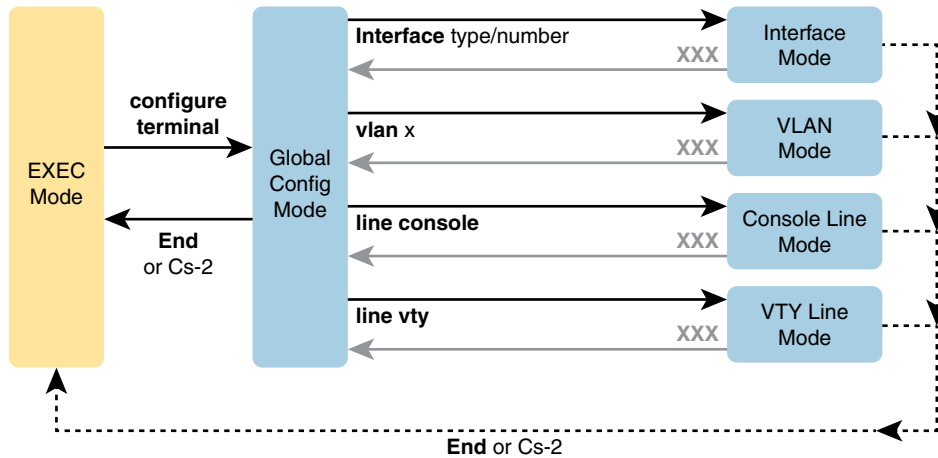 EXEC
Mode
configure
terminal
End
or Cs-2
Global
Config
Mode
Interface type/number
XXX
Interface
Mode
vlan x
XXX
VLAN
Mode
line console
XXX
Console Line
Mode
line vty
XXX
VTY Line
Mode
End or Cs-2